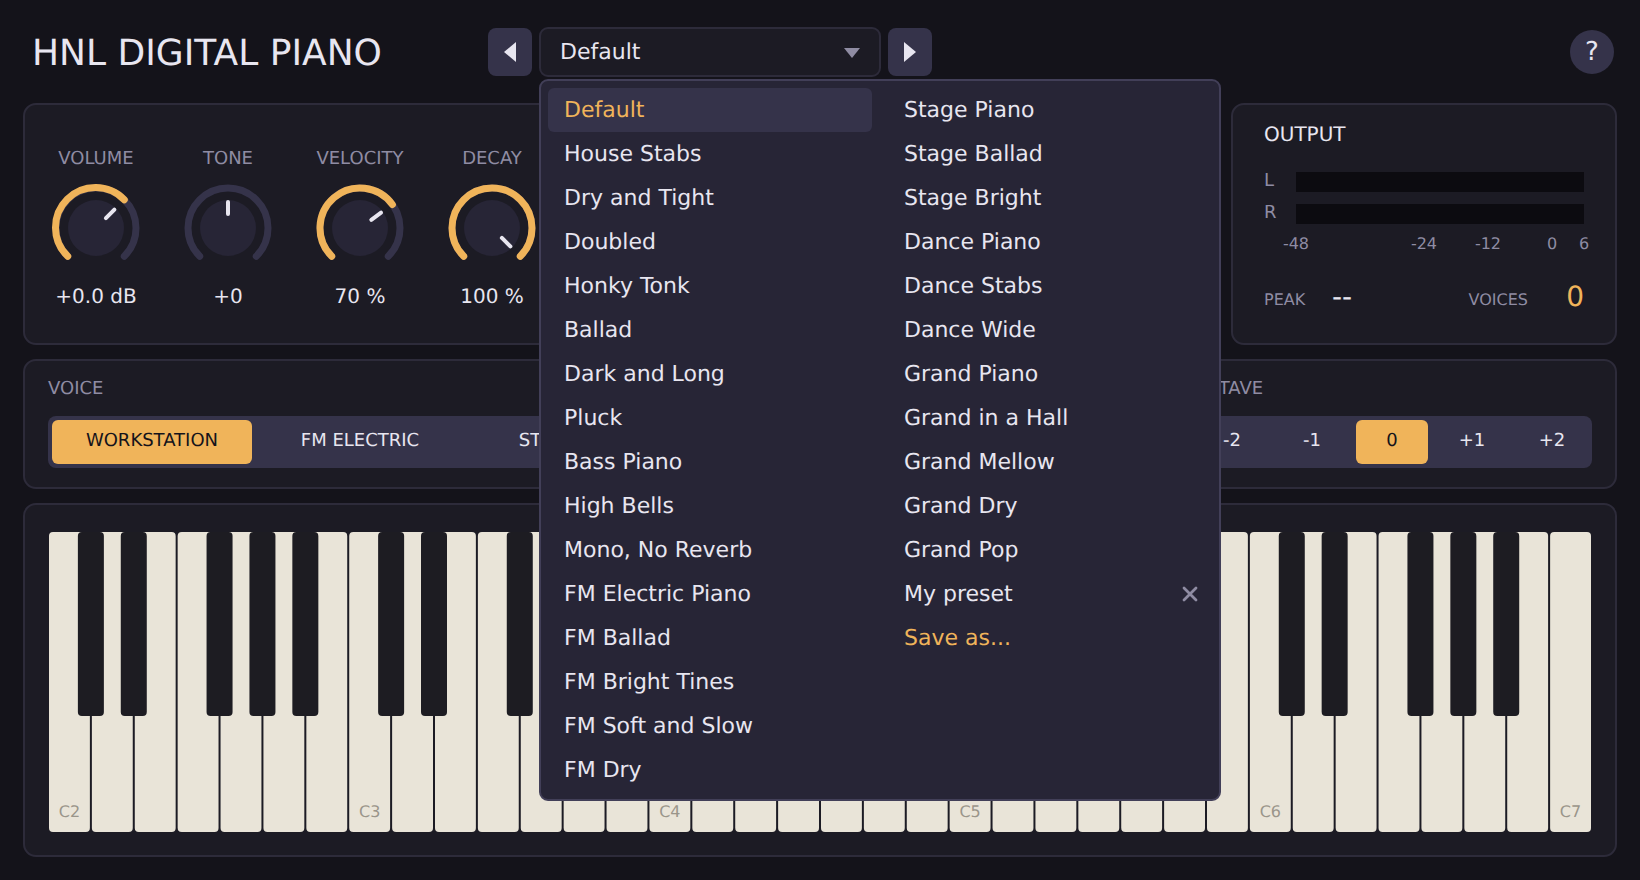 HNL DIGITAL PIANO
Default
?
VOLUME
TONE
VELOCITY
DECAY
+0.0 dB
+0
70 %
100 %
Default
House Stabs
Dry and Tight
Doubled
Honky Tonk
Ballad
Dark and Long
Pluck
Bass Piano
High Bells
Mono, No Reverb
FM Electric Piano
FM Ballad
FM Bright Tines
FM Soft and Slow
FM Dry
Stage Piano
Stage Ballad
Stage Bright
Dance Piano
Dance Stabs
Dance Wide
Grand Piano
Grand in a Hall
Grand Mellow
Grand Dry
Grand Pop
My preset
Save as...
OUTPUT
L
R
-48 -24 -12 0 6
PEAK --
VOICES 0
VOICE
WORKSTATION
FM ELECTRIC
ST
TAVE
-2 -1 0 +1 +2
C2 C3 C4 C5 C6 C7